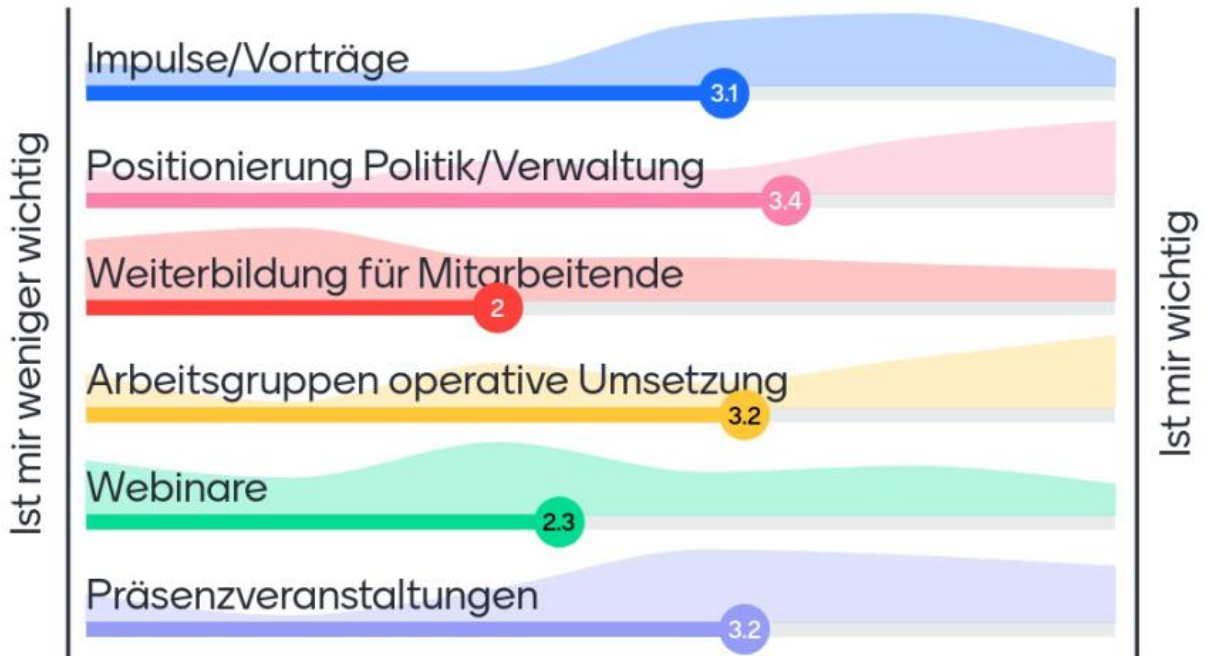 Ist mir weniger wichtig
Impulse/Vorträge
3.1
Positionierung Politik/Verwaltung
3.4
Weiterbildung für Mitarbeitende
2
Arbeitsgruppen operative Umsetzung
3.2
Webinare
2.3
Präsenzveranstaltungen
3.2
Ist mir wichtig